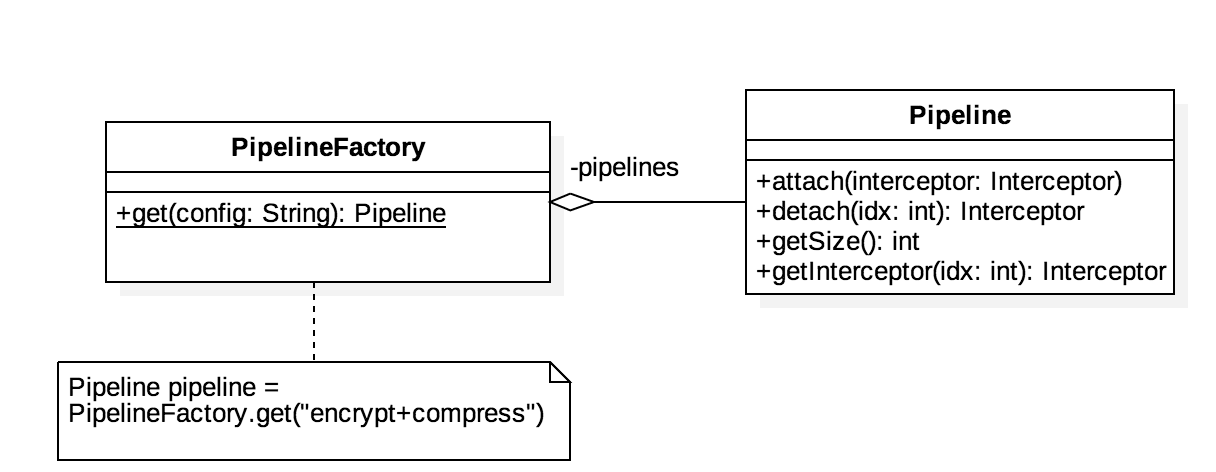 PipelineFactory
+get(config: String): Pipeline
-pipelines
Pipeline
+attach(interceptor: Interceptor)
+detach(idx: int): Interceptor
+getSize(): int
+getInterceptor(idx: int): Interceptor
Pipeline pipeline =
PipelineFactory.get("encrypt+compress")